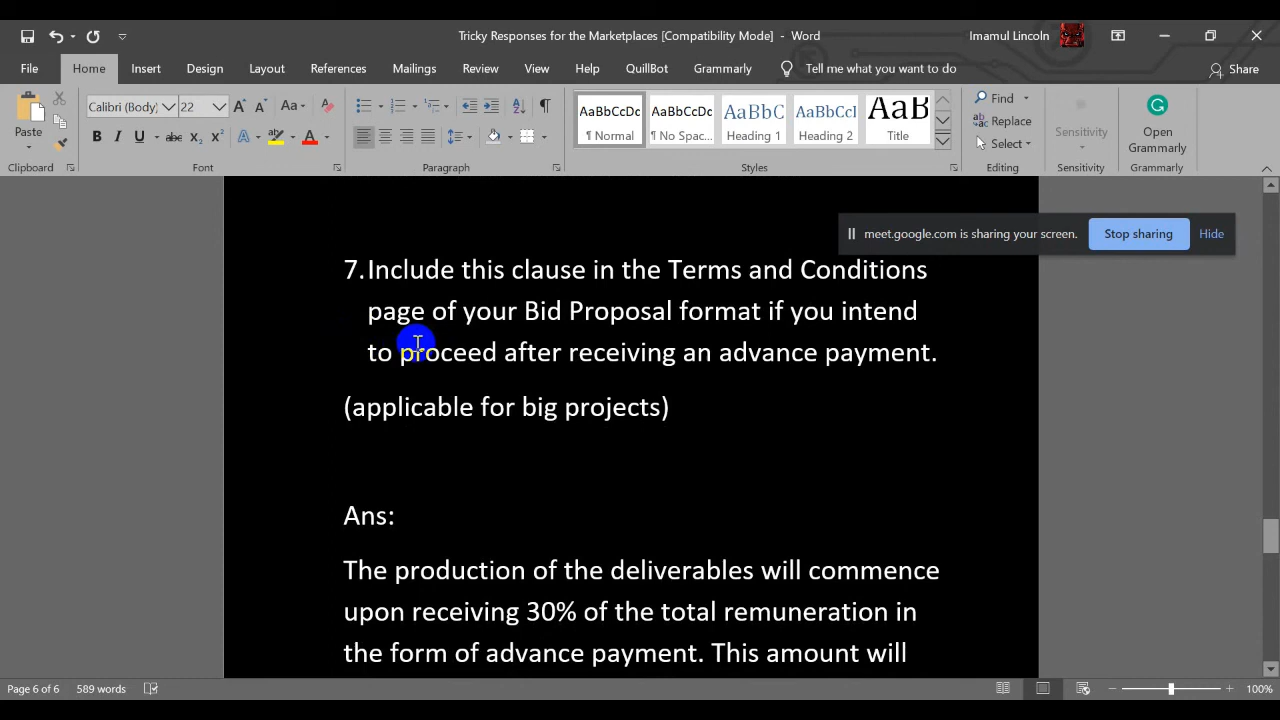 Tricky Responses for the Marketplaces [Compatibility Mode] - Word
Imamul Lincoln
File Home Insert Design Layout References Mailings Review View Help QuillBot Grammarly Tell me what you want to do Share
Paste
Calibri (Body) 22
Aa
B I U abc x₂ x² A A
AaBbCcDc AaBbCcDc AaBbC AaBbCcI AaB
¶ Normal ¶ No Spac... Heading 1 Heading 2 Title
Find
Replace
Select
Sensitivity
Open
Grammarly
Clipboard Font Paragraph Styles Editing Sensitivity Grammarly
meet.google.com is sharing your screen. Stop sharing Hide
7. Include this clause in the Terms and Conditions
page of your Bid Proposal format if you intend
to proceed after receiving an advance payment.
(applicable for big projects)
Ans:
The production of the deliverables will commence
upon receiving 30% of the total remuneration in
the form of advance payment. This amount will
Page 6 of 6 589 words 100%